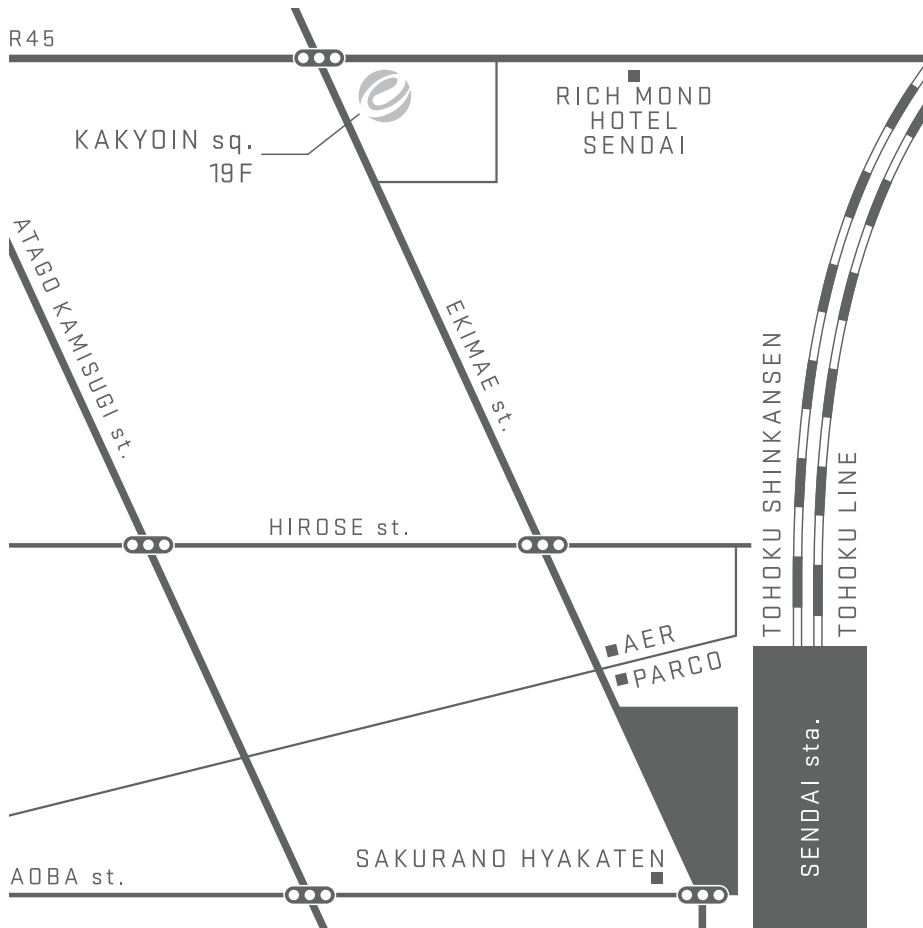 R45
RICH MOND
HOTEL
SENDAI
KAKYOIN sq.
19F
ATAGO KAMISUGI st.
EKIMAE st.
TOHOKU SHINKANSEN
TOHOKU LINE
HIROSE st.
AER
PARCO
SENDAI sta.
SAKURANO HYAKATEN
AOBA st.